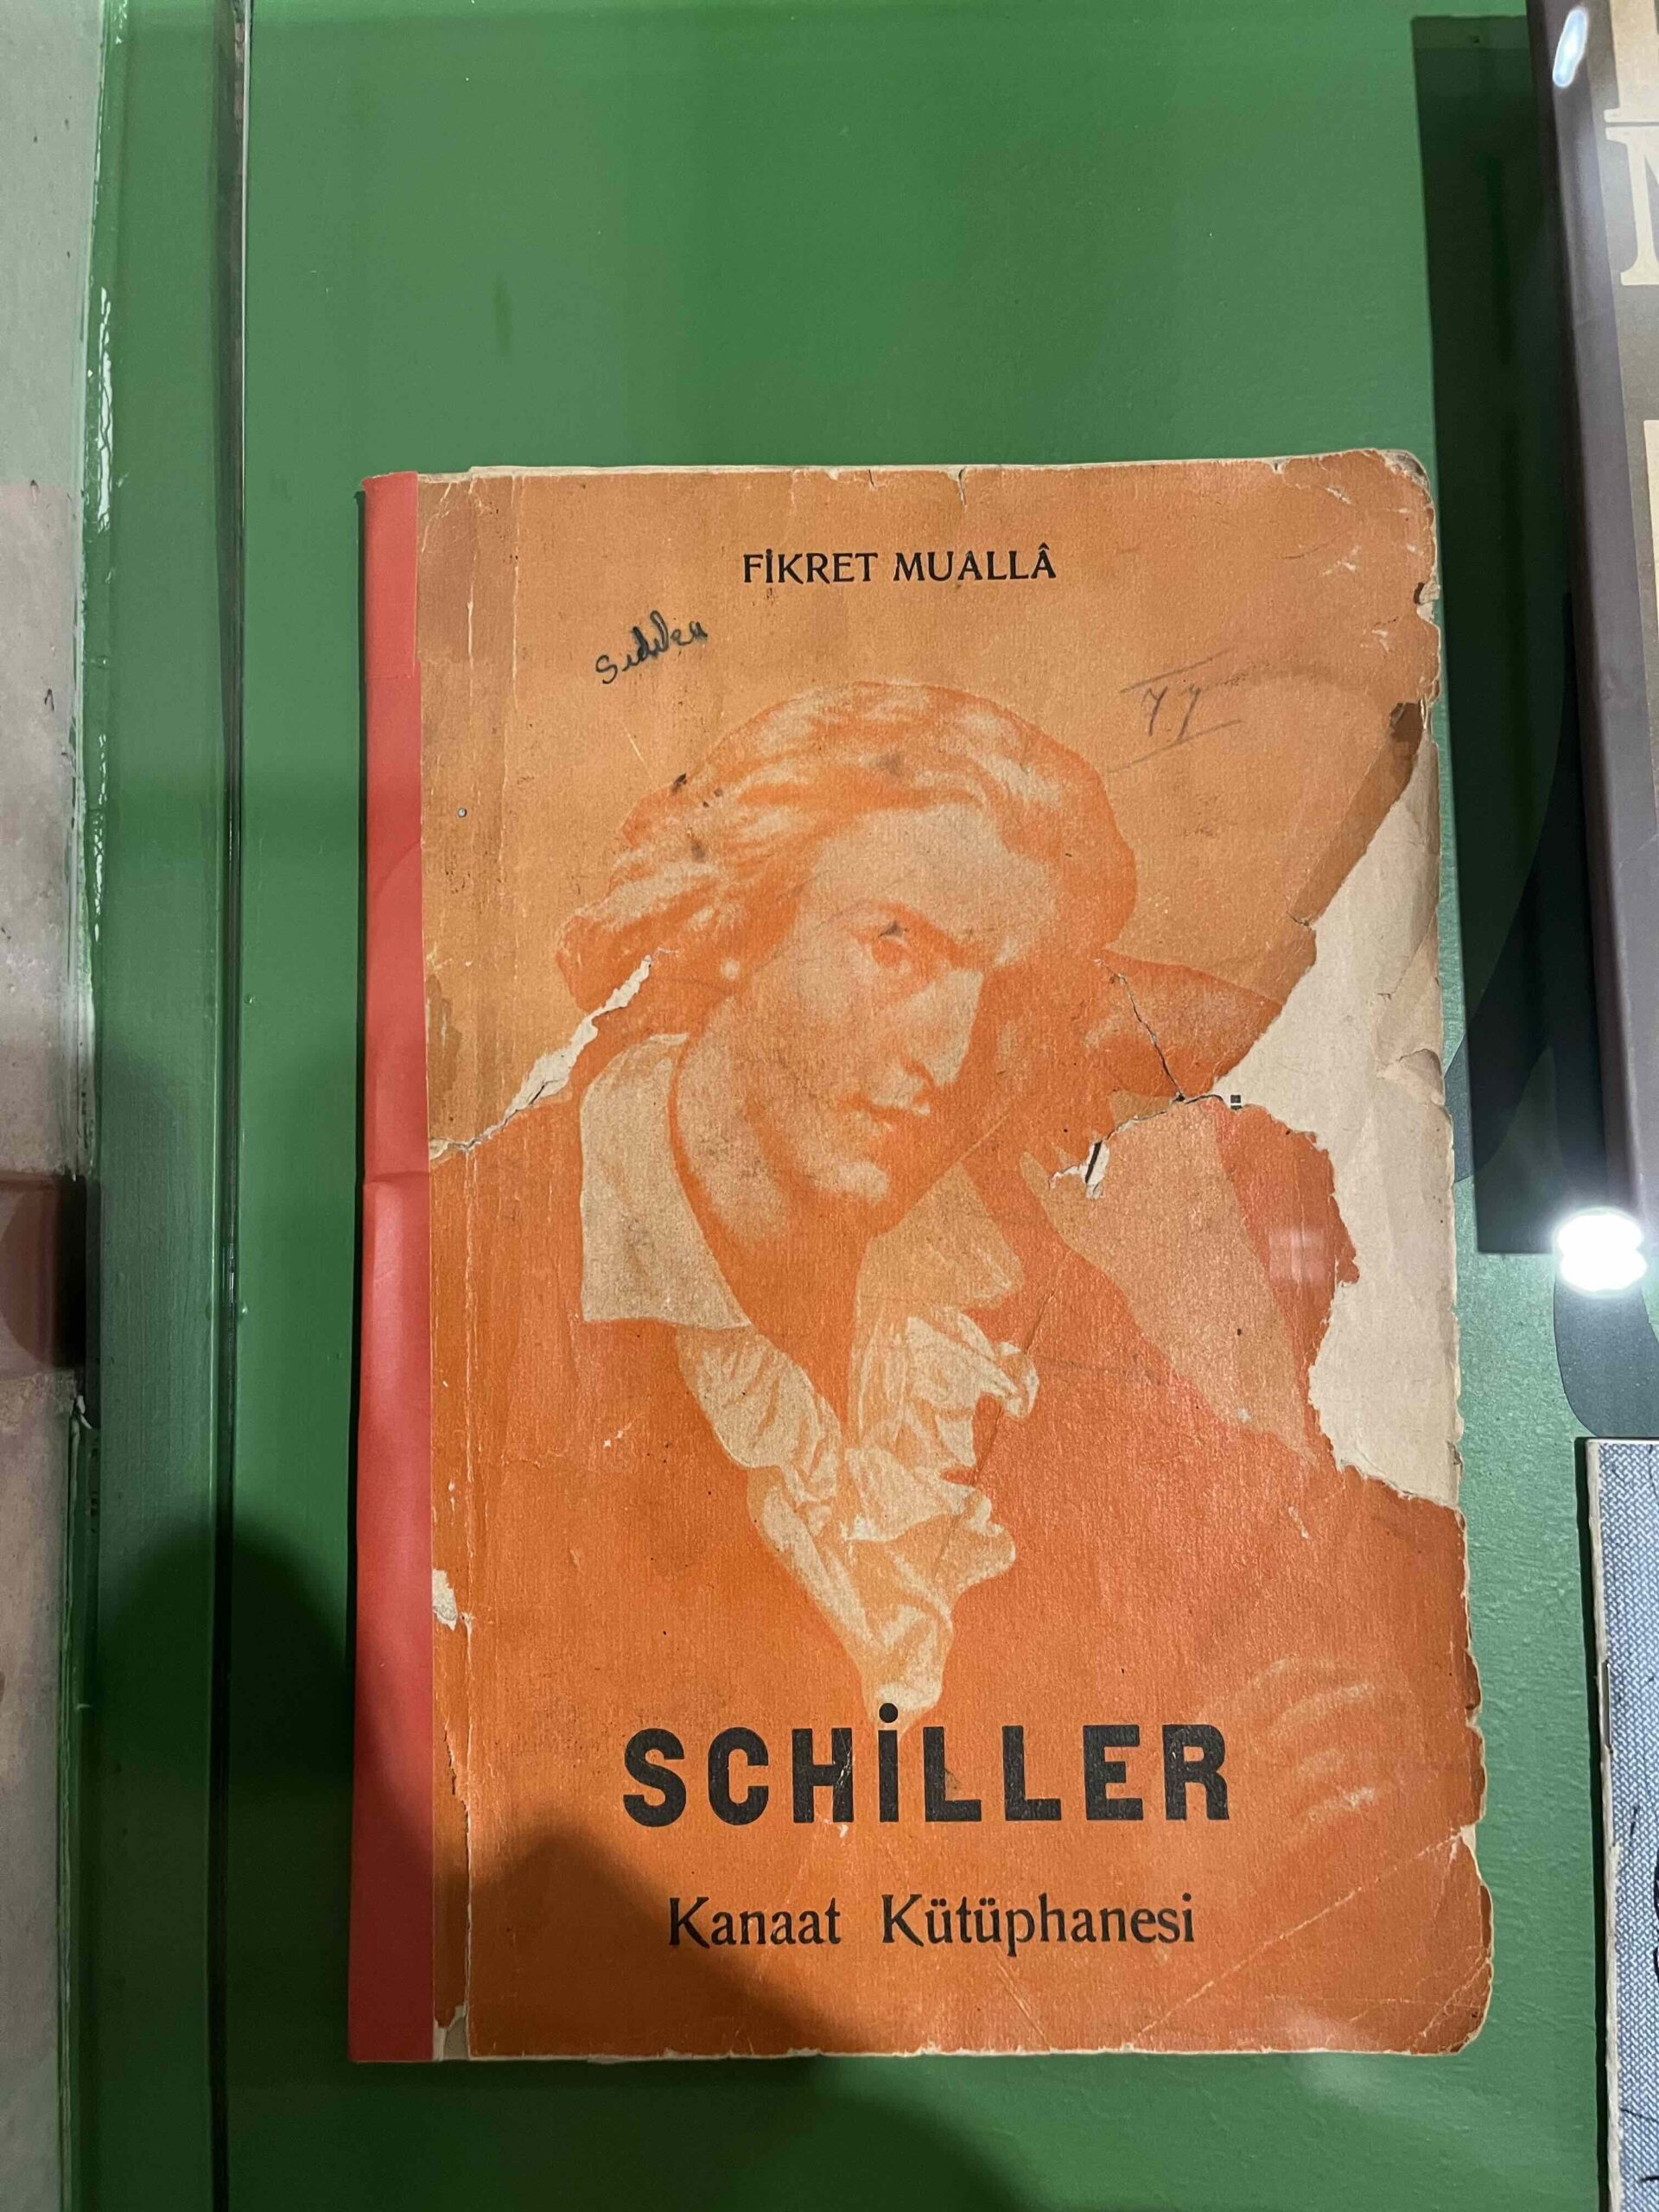 FİKRET MUALLÂ
SCHİLLER
Kanaat Kütüphanesi